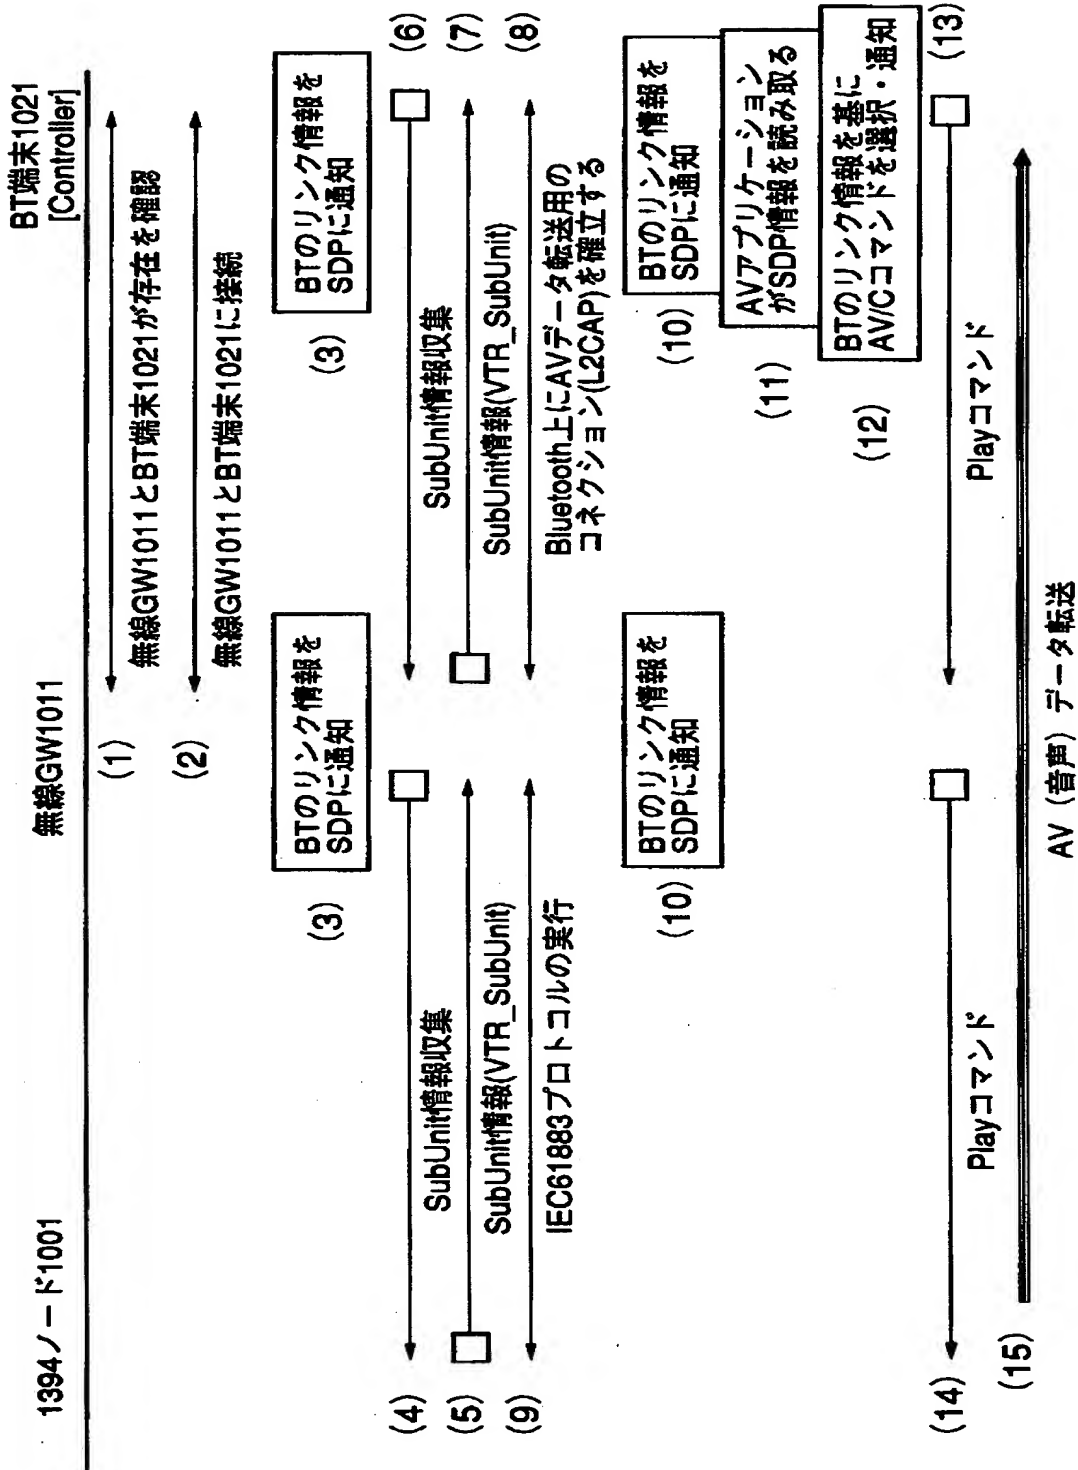 1394ノード1001
無線GW1011
BT端末1021
[Controller]
(1)
無線GW1011とBT端末1021が存在を確認
(2)
無線GW1011とBT端末1021に接続
(3)
BTのリンク情報を
SDPに通知
(3)
BTのリンク情報を
SDPに通知
(4)
SubUnit情報収集
(5)
SubUnit情報(VTR_SubUnit)
(6)
SubUnit情報収集
(7)
SubUnit情報(VTR_SubUnit)
(8)
Bluetooth上にAVデータ転送用の
コネクション(L2CAP)を確立する
(9)
IEC61883プロトコルの実行
(10)
BTのリンク情報を
SDPに通知
(10)
BTのリンク情報を
SDPに通知
(11)
AVアプリケーション
がSDP情報を読み取る
(12)
BTのリンク情報を基に
AV/Cコマンドを選択・通知
(13)
Playコマンド
(14)
Playコマンド
(15)
AV（音声）データ転送